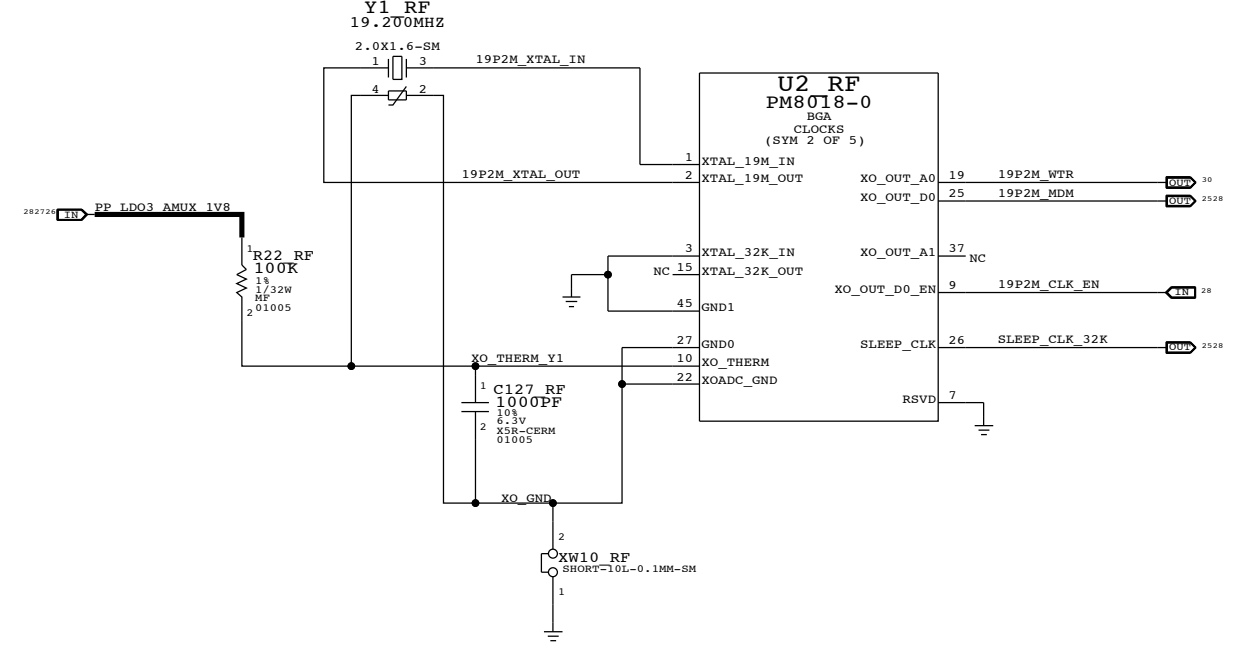 Y1_RF
19.200MHZ
2.0X1.6-SM
1
3
19P2M_XTAL_IN
4
2
U2_RF
PM8018-0
BGA
CLOCKS
(SYM 2 OF 5)
1
XTAL_19M_IN
19P2M_XTAL_OUT
2
XTAL_19M_OUT
XO_OUT_A0
19
19P2M_WTR
OUT
30
XO_OUT_D0
25
19P2M_MDM
OUT
2528
282726
IN
PP_LDO3_AMUX_1V8
1
R22_RF
100K
1%
1/32W
MF
01005
2
3
XTAL_32K_IN
XO_OUT_A1
37
NC
NC
15
XTAL_32K_OUT
XO_OUT_D0_EN
9
19P2M_CLK_EN
IN
28
45
GND1
27
GND0
SLEEP_CLK
26
SLEEP_CLK_32K
OUT
2528
XO_THERM_Y1
10
XO_THERM
22
XOADC_GND
RSVD
7
1
C127_RF
1000PF
10%
6.3V
X5R-CERM
01005
2
XO_GND
2
XW10_RF
SHORT-10L-0.1MM-SM
1